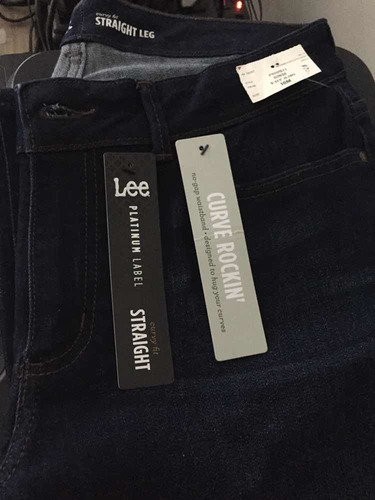 curvy fit
STRAIGHT LEG
Lee
PLATINUM LABEL
curvy fit
STRAIGHT
CURVE ROCKIN'
no-gap waistband • designed to hug your curves